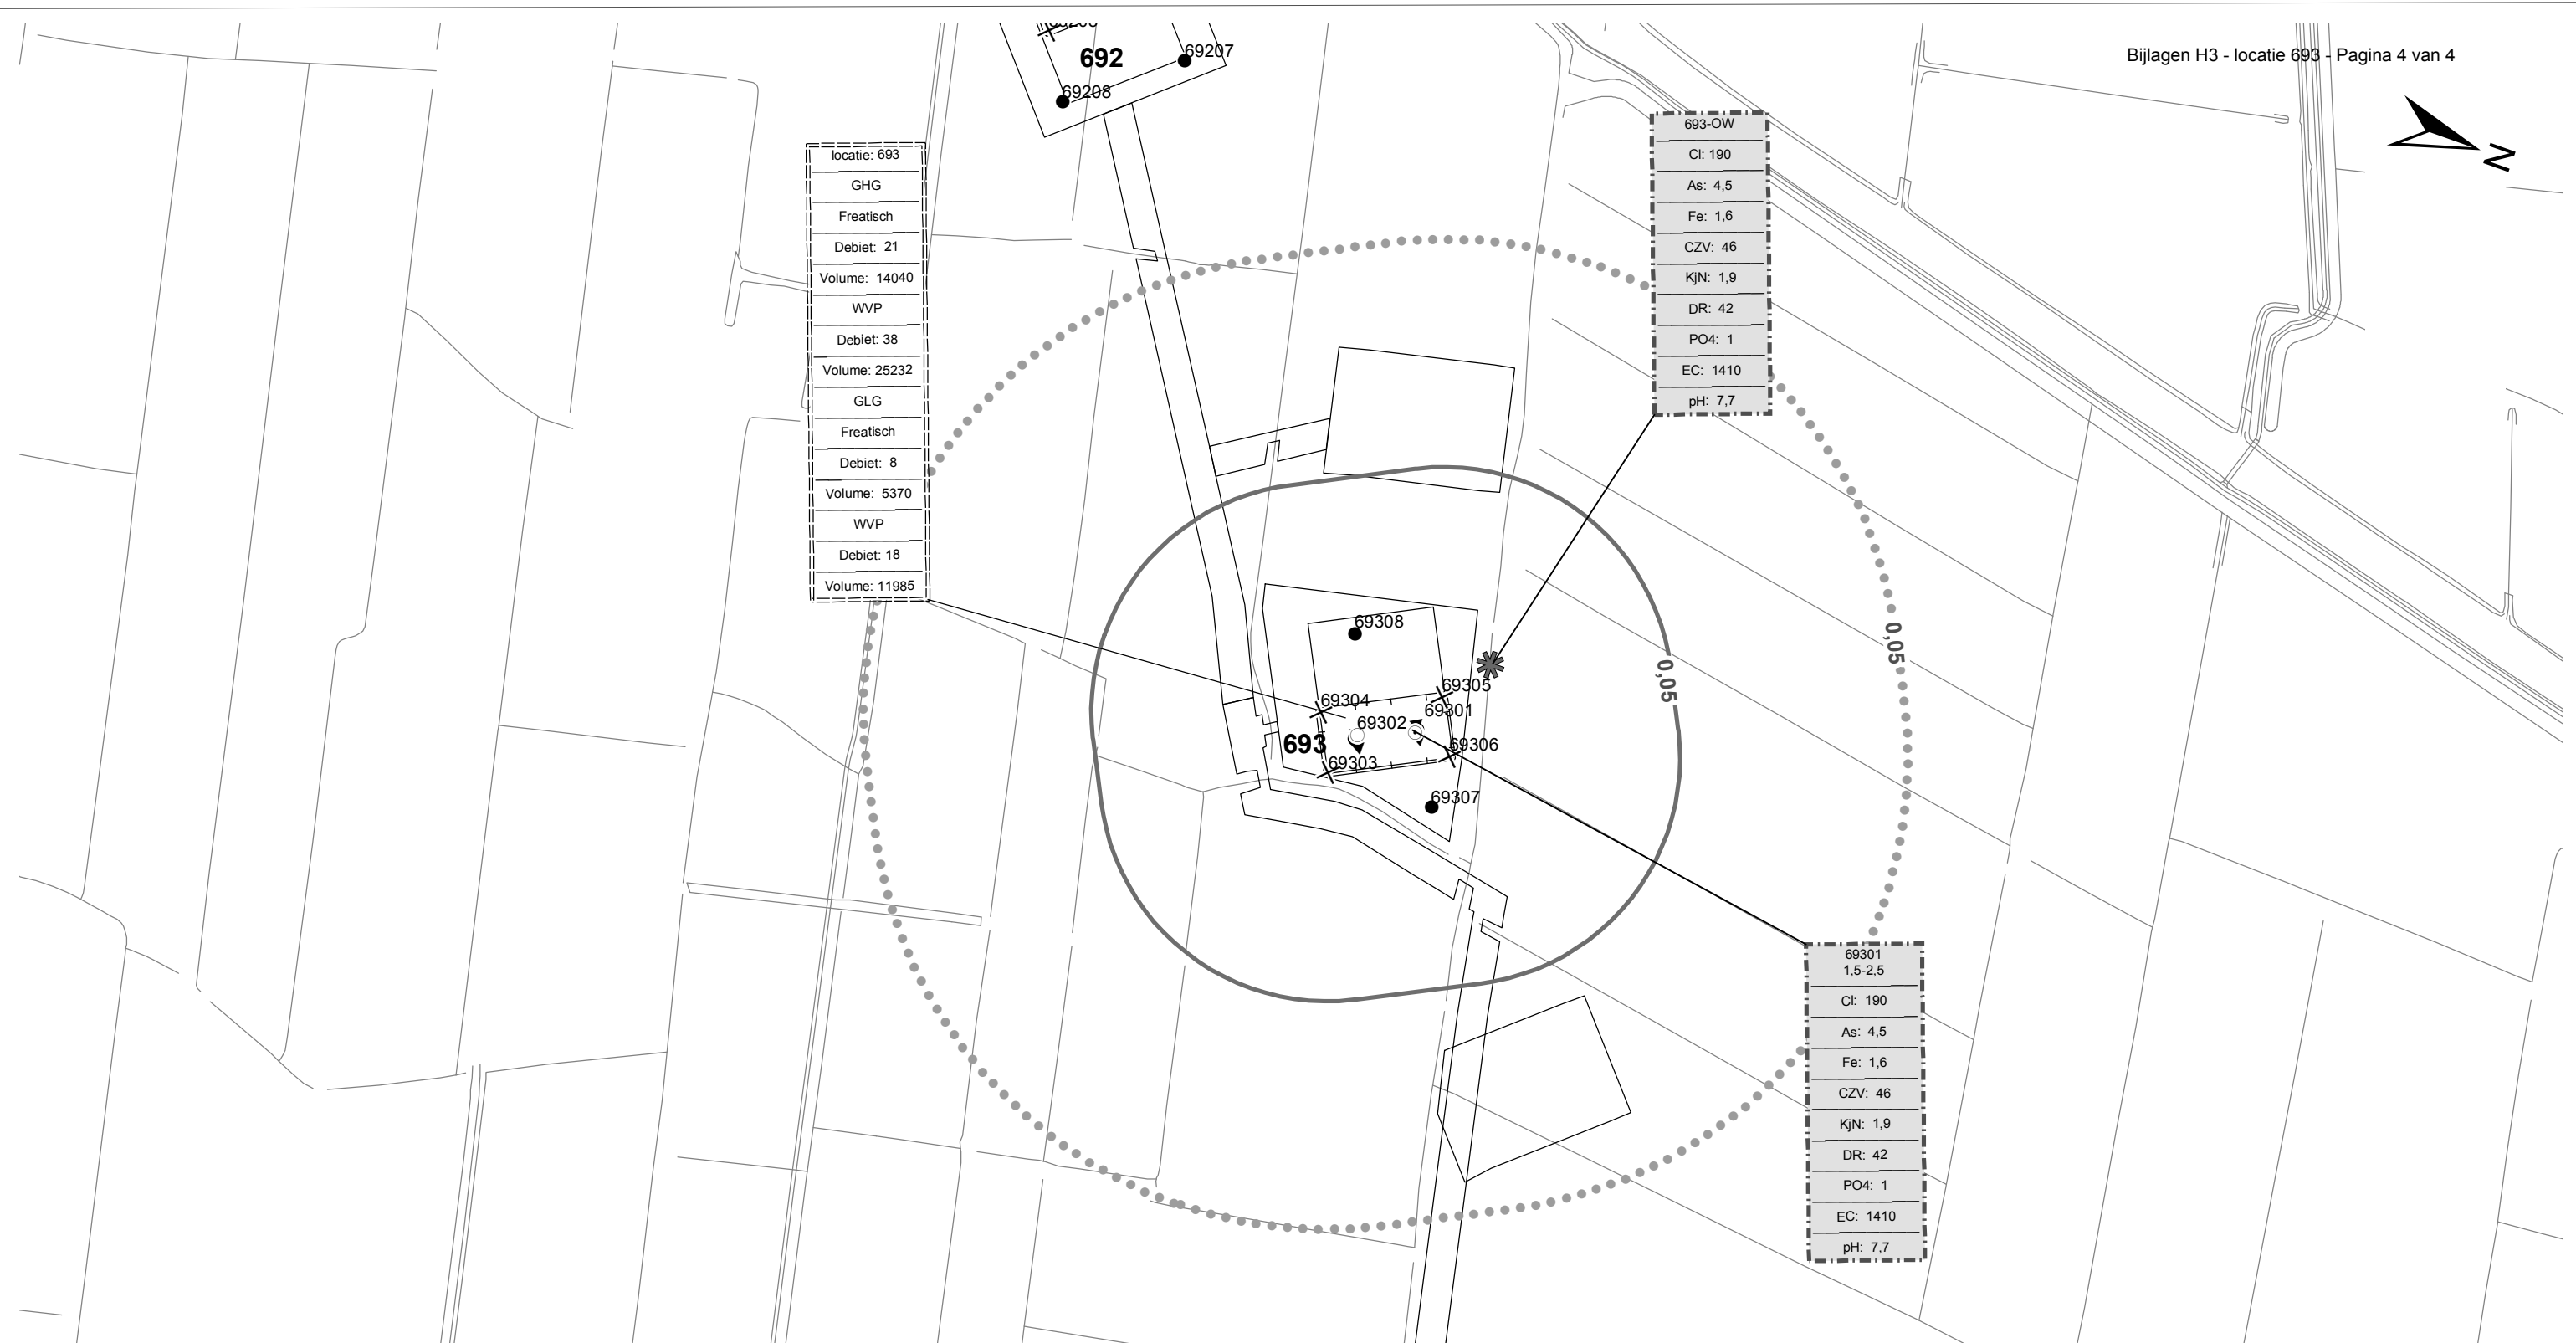 Bijlagen H3 - locatie 693 - Pagina 4 van 4
N
692
69207
69208
locatie: 693
GHG
Freatisch
Debiet: 21
Volume: 14040
WVP
Debiet: 38
Volume: 25232
GLG
Freatisch
Debiet: 8
Volume: 5370
WVP
Debiet: 18
Volume: 11985
693-OW
Cl: 190
As: 4,5
Fe: 1,6
CZV: 46
KjN: 1,9
DR: 42
PO4: 1
EC: 1410
pH: 7,7
0,05
0,05
69308
69305
69304
69301
69302
693
69306
69303
69307
69301
1,5-2,5
Cl: 190
As: 4,5
Fe: 1,6
CZV: 46
KjN: 1,9
DR: 42
PO4: 1
EC: 1410
pH: 7,7